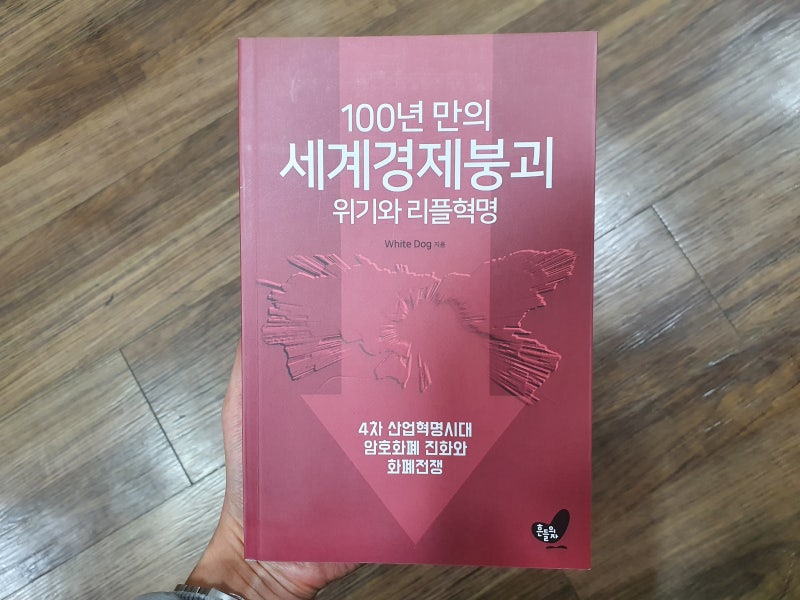 100년 만의
세계경제붕괴
위기와 리플혁명
White Dog 지음
4차 산업혁명시대
암호화폐 진화와
화폐전쟁
흔들의자